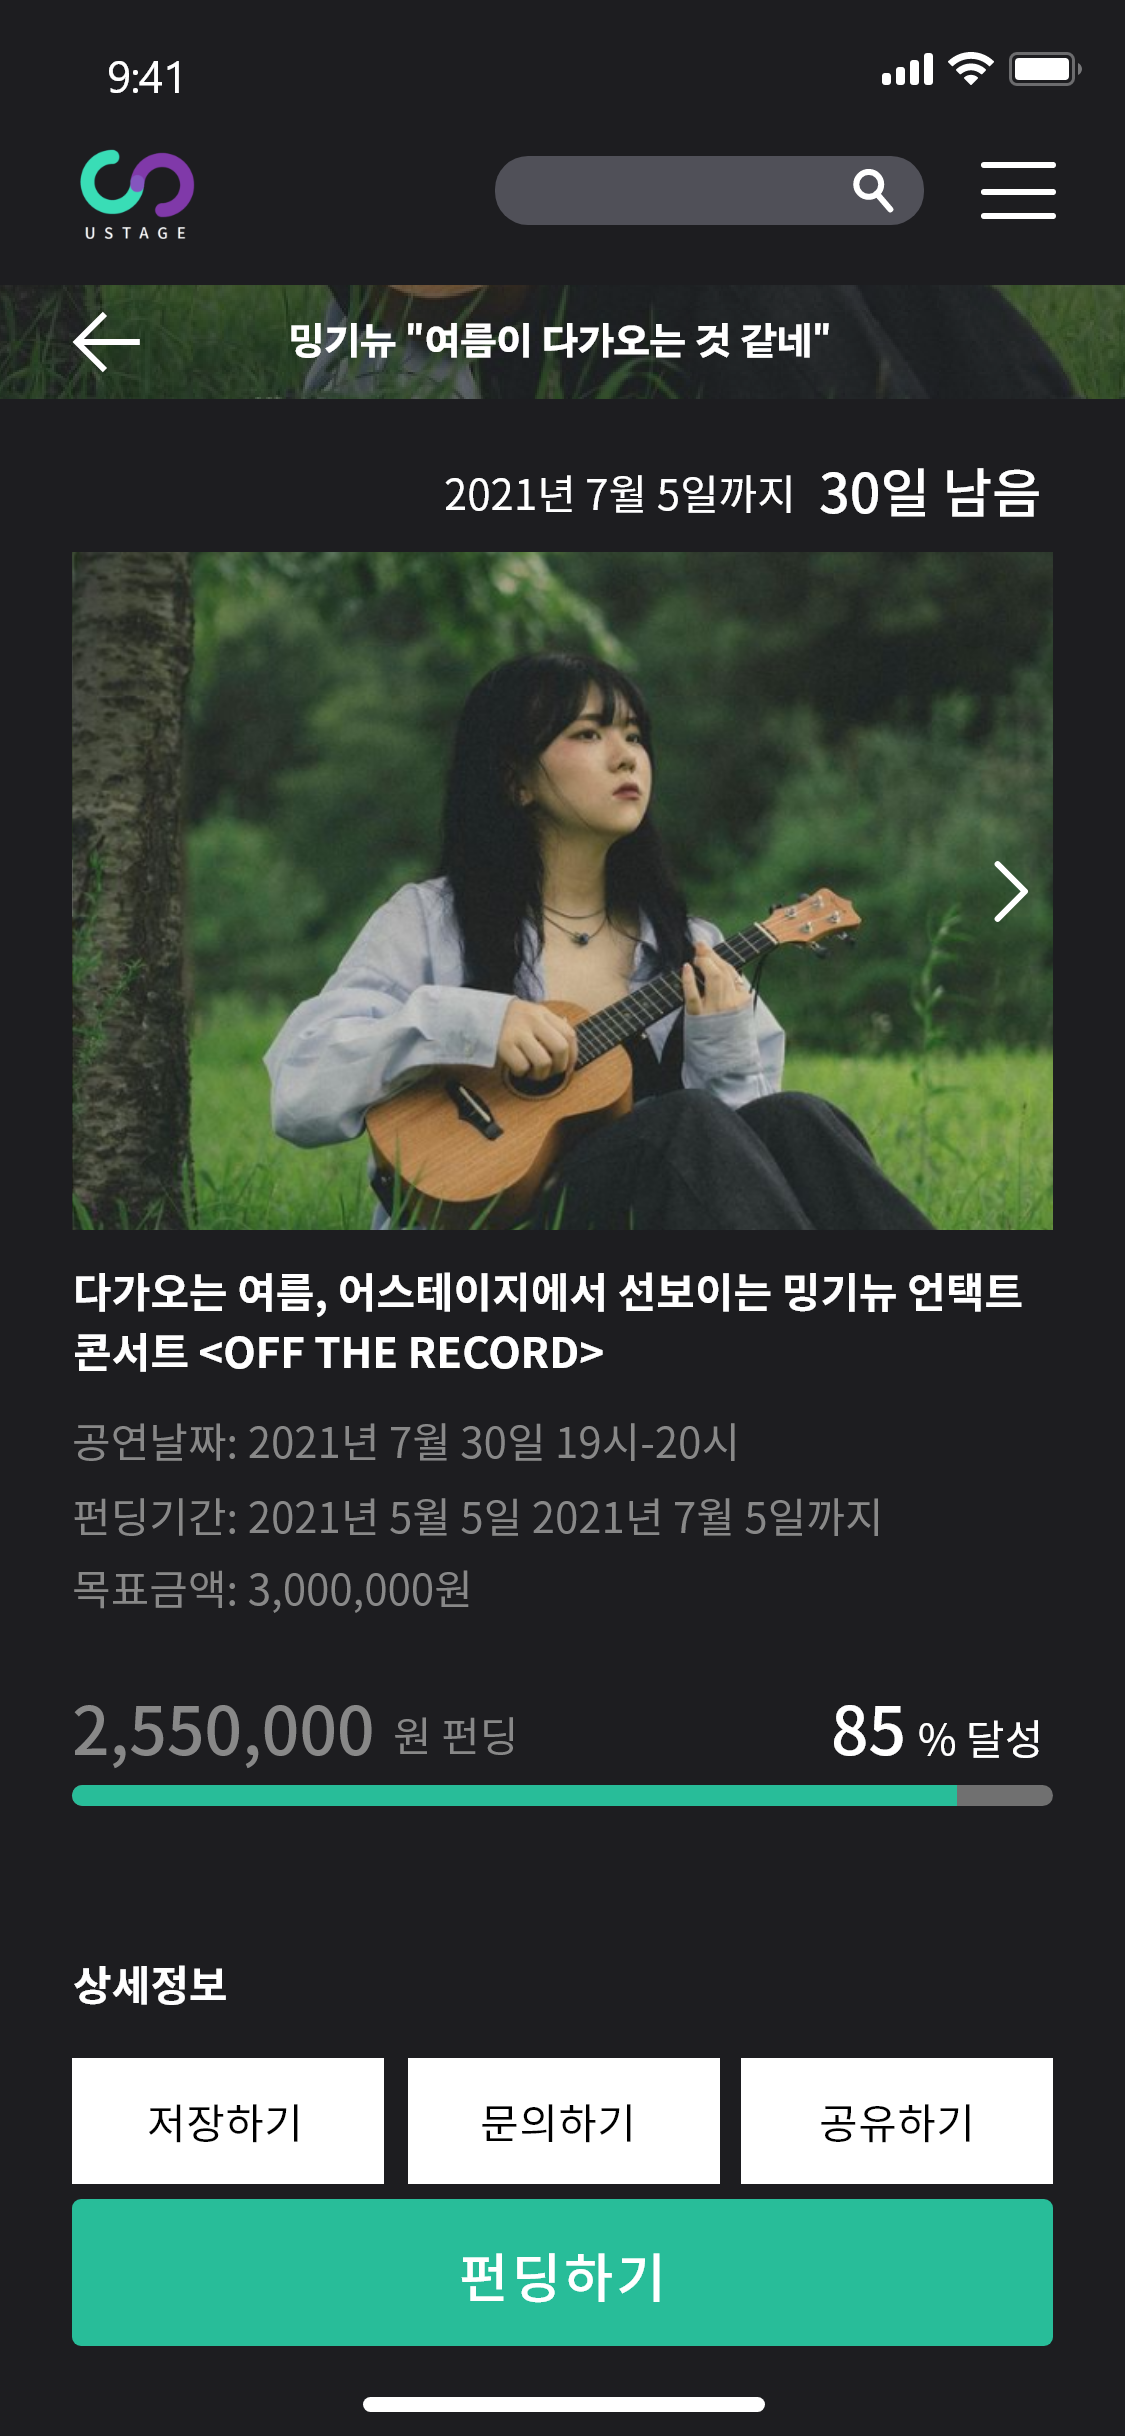 9:41
USTAGE
밍기뉴 "여름이 다가오는 것 같네"
2021년 7월 5일까지 30일 남음
다가오는 여름, 어스테이지에서 선보이는 밍기뉴 언택트
콘서트 <OFF THE RECORD>
공연날짜: 2021년 7월 30일 19시-20시
펀딩기간: 2021년 5월 5일 2021년 7월 5일까지
목표금액: 3,000,000원
2,550,000 원 펀딩 85 % 달성
상세정보
저장하기 문의하기 공유하기
펀딩하기